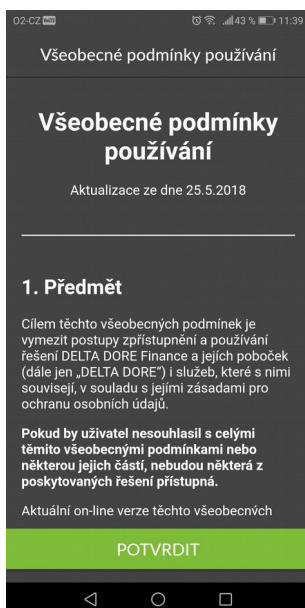 O2-CZ VoLTE 43 % 11:39
Všeobecné podmínky používání
Všeobecné podmínky
používání
Aktualizace ze dne 25.5.2018
1. Předmět
Cílem těchto všeobecných podmínek je
vymezit postupy zpřístupnění a používání
řešení DELTA DORE Finance a jejích poboček
(dále jen „DELTA DORE“) i služeb, které s nimi
souvisejí, v souladu s jejími zásadami pro
ochranu osobních údajů.
Pokud by uživatel nesouhlasil s celými
těmito všeobecnými podmínkami nebo
některou jejich částí, nebudou některá z
poskytovaných řešení přístupná.
Aktuální on-line verze těchto všeobecných
POTVRDIT